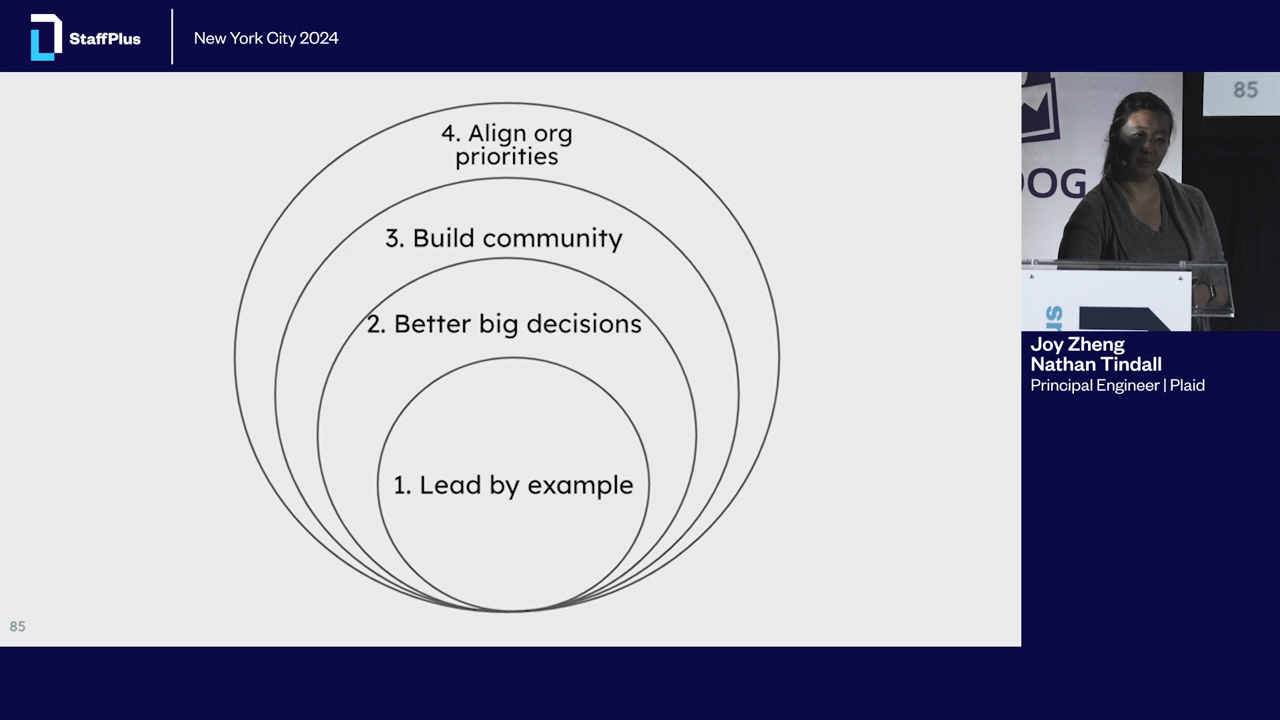 StaffPlus
New York City 2024
4. Align org
priorities
3. Build community
2. Better big decisions
1. Lead by example
85
85
OG
Joy Zheng
Nathan Tindall
Principal Engineer | Plaid